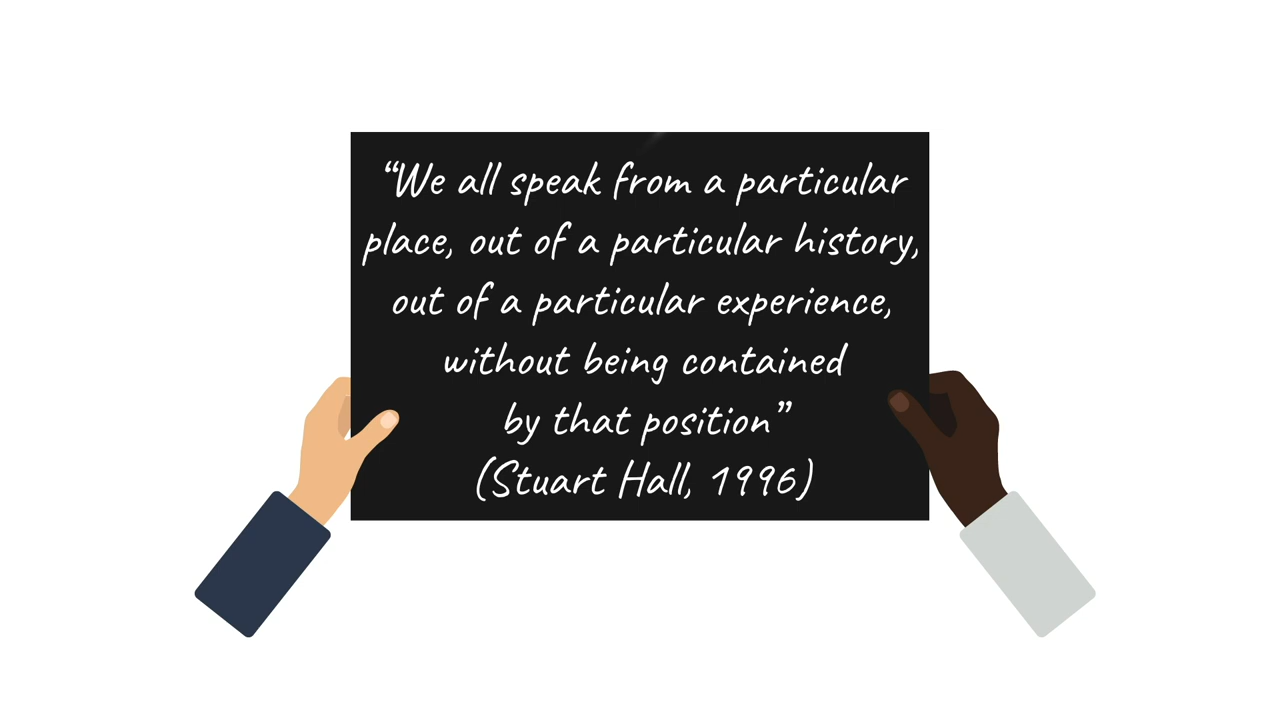 “We all speak from a particular
place, out of a particular history,
out of a particular experience,
without being contained
by that position”
(Stuart Hall, 1996)